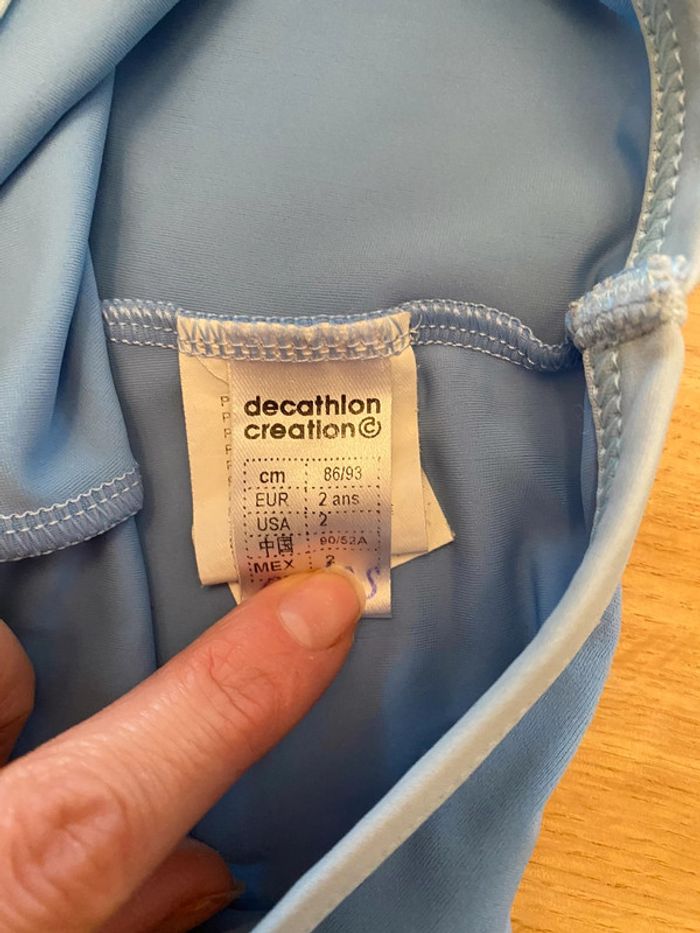 decathlon
creation©
cm 86/93
EUR 2 ans
USA 2
中国 90/52A
MEX 2